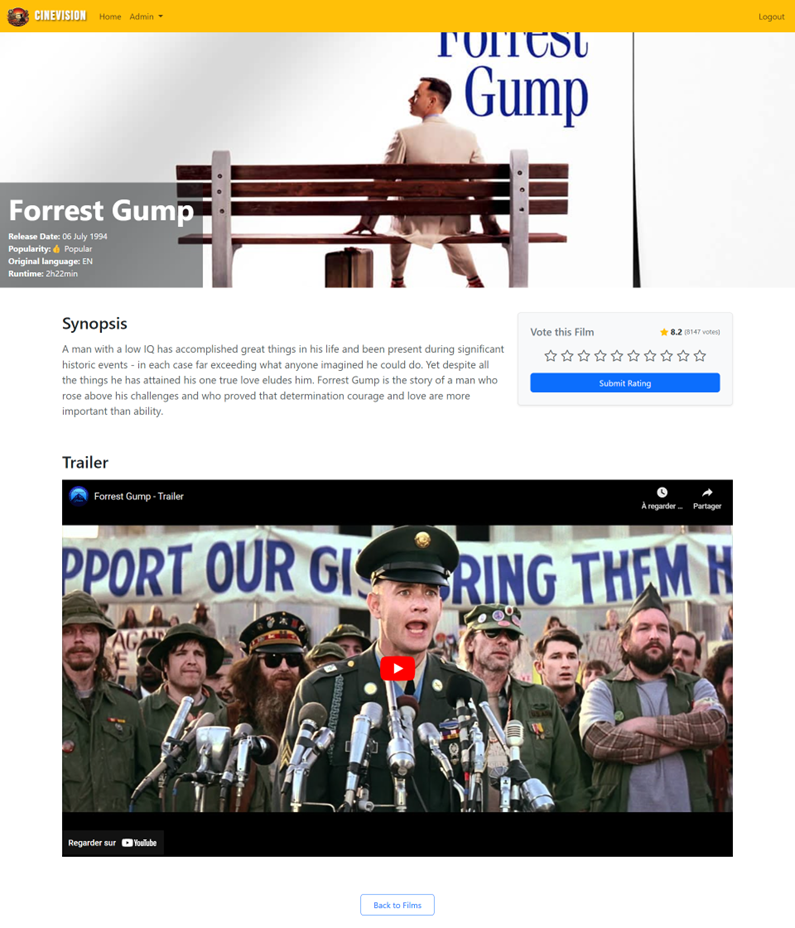 CINEVISION
Home
Admin
Logout
Forrest
Gump
Forrest Gump
Release Date: 06 July 1994
Popularity: 👍 Popular
Original language: EN
Runtime: 2h22min
Synopsis
A man with a low IQ has accomplished great things in his life and been present during significant
historic events - in each case far exceeding what anyone imagined he could do. Yet despite all
the things he has attained his one true love eludes him. Forrest Gump is the story of a man who
rose above his challenges and who proved that determination courage and love are more
important than ability.
Vote this Film
8.2 (8147 votes)
Submit Rating
Trailer
Forrest Gump - Trailer
À regarder ...
Partager
PPORT OUR GI
BRING THEM H
AGAIN
Regarder sur YouTube
Back to Films